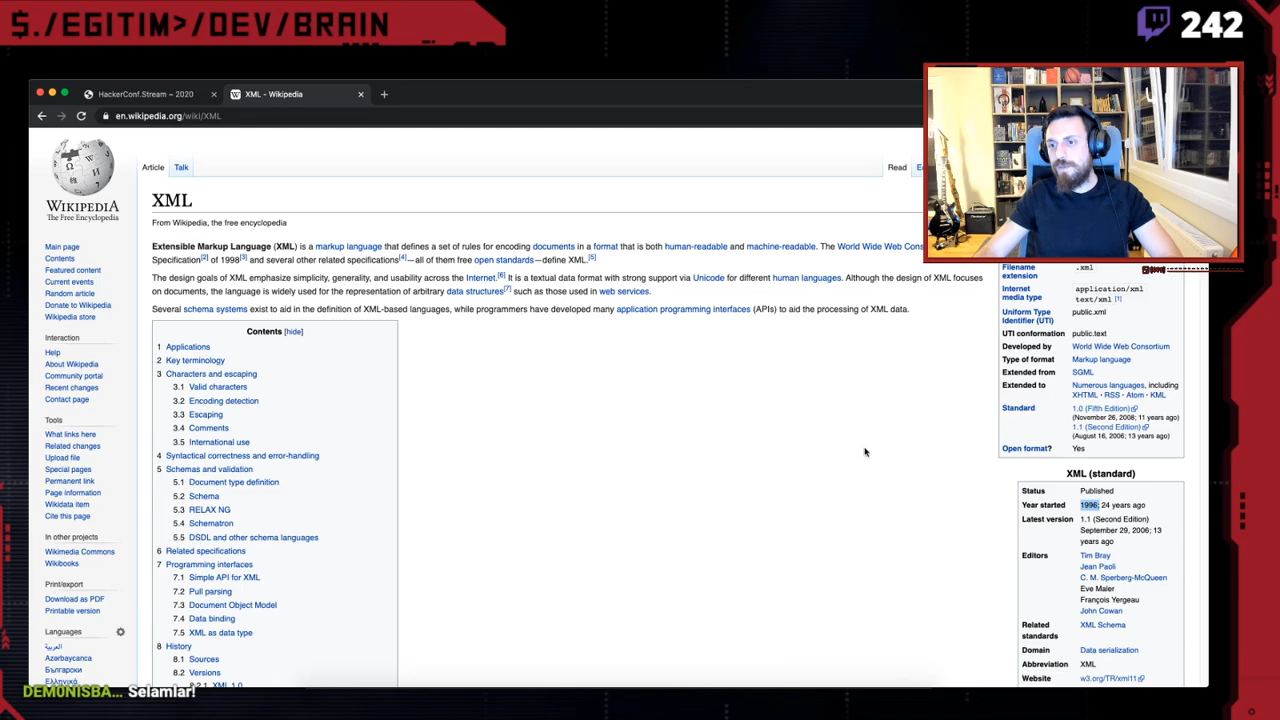 $./EGITIM>/DEV/BRAIN
242
HackerConf.Stream – 2020
XML - Wikipedia
en.wikipedia.org/wiki/XML
WIKIPEDIA
The Free Encyclopedia
Main page
Contents
Featured content
Current events
Random article
Donate to Wikipedia
Wikipedia store
Interaction
Help
About Wikipedia
Community portal
Recent changes
Contact page
Tools
What links here
Related changes
Upload file
Special pages
Permanent link
Page information
Wikidata item
Cite this page
In other projects
Wikimedia Commons
Wikibooks
Print/export
Download as PDF
Printable version
Languages
العربية
Azərbaycanca
Български
Ελληνικά
Article
Talk
Read
XML
From Wikipedia, the free encyclopedia
Extensible Markup Language (XML) is a markup language that defines a set of rules for encoding documents in a format that is both human-readable and machine-readable. The World Wide Web Cons
Specification[2] of 1998[3] and several other related specifications[4]—all of them free open standards—define XML.[5]
The design goals of XML emphasize simplicity, generality, and usability across the Internet.[6] It is a textual data format with strong support via Unicode for different human languages. Although the design of XML focuses
on documents, the language is widely used for the representation of arbitrary data structures[7] such as those used in web services.
Several schema systems exist to aid in the definition of XML-based languages, while programmers have developed many application programming interfaces (APIs) to aid the processing of XML data.
Contents [hide]
1 Applications
2 Key terminology
3 Characters and escaping
3.1 Valid characters
3.2 Encoding detection
3.3 Escaping
3.4 Comments
3.5 International use
4 Syntactical correctness and error-handling
5 Schemas and validation
5.1 Document type definition
5.2 Schema
5.3 RELAX NG
5.4 Schematron
5.5 DSDL and other schema languages
6 Related specifications
7 Programming interfaces
7.1 Simple API for XML
7.2 Pull parsing
7.3 Document Object Model
7.4 Data binding
7.5 XML as data type
8 History
8.1 Sources
8.2 Versions
8.2.1 XML 1.0
Filename extension .xml
Internet media type application/xml
text/xml [1]
Uniform Type Identifier (UTI) public.xml
UTI conformation public.text
Developed by World Wide Web Consortium
Type of format Markup language
Extended from SGML
Extended to Numerous languages, including
XHTML · RSS · Atom · KML
Standard 1.0 (Fifth Edition)
(November 26, 2008; 11 years ago)
1.1 (Second Edition)
(August 16, 2006; 13 years ago)
Open format? Yes
XML (standard)
Status Published
Year started 1996; 24 years ago
Latest version 1.1 (Second Edition)
September 29, 2006; 13
years ago
Editors Tim Bray
Jean Paoli
C. M. Sperberg-McQueen
Eve Maler
François Yergeau
John Cowan
Related standards XML Schema
Domain Data serialization
Abbreviation XML
Website w3.org/TR/xml11
DEM0NISBA... Selamlar!